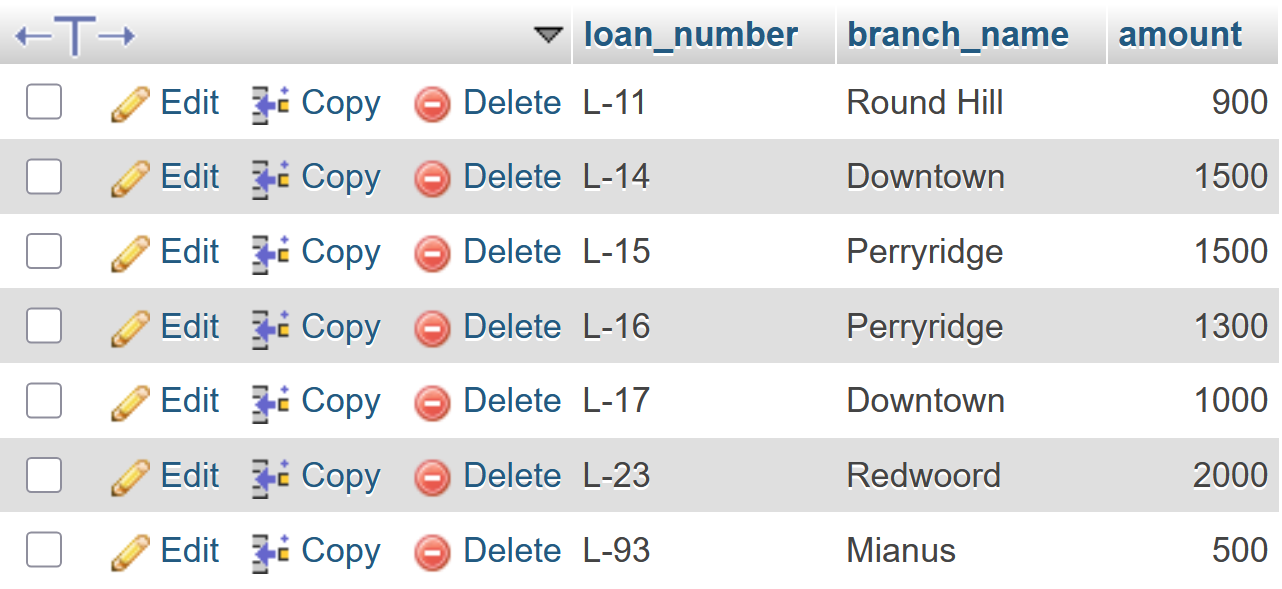 loan_number branch_name amount
Edit Copy Delete L-11 Round Hill 900
Edit Copy Delete L-14 Downtown 1500
Edit Copy Delete L-15 Perryridge 1500
Edit Copy Delete L-16 Perryridge 1300
Edit Copy Delete L-17 Downtown 1000
Edit Copy Delete L-23 Redwoord 2000
Edit Copy Delete L-93 Mianus 500